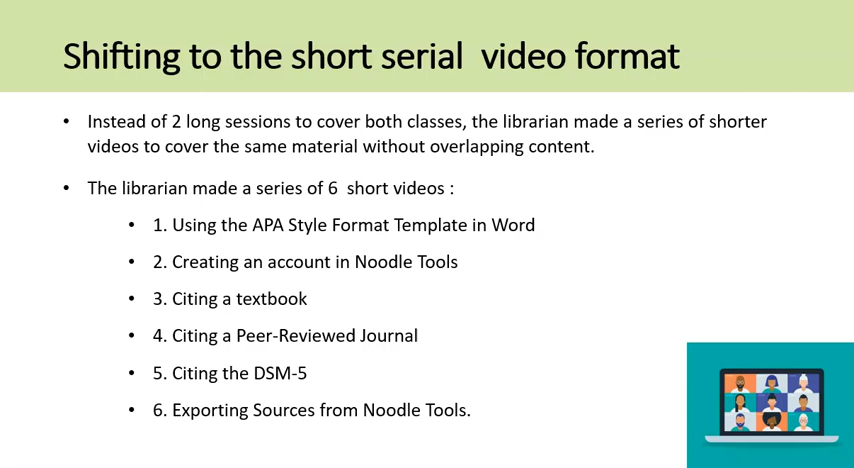 Shifting to the short serial  video format
• Instead of 2 long sessions to cover both classes, the librarian made a series of shorter
videos to cover the same material without overlapping content.
• The librarian made a series of 6  short videos :
• 1. Using the APA Style Format Template in Word
• 2. Creating an account in Noodle Tools
• 3. Citing a textbook
• 4. Citing a Peer-Reviewed Journal
• 5. Citing the DSM-5
• 6. Exporting Sources from Noodle Tools.